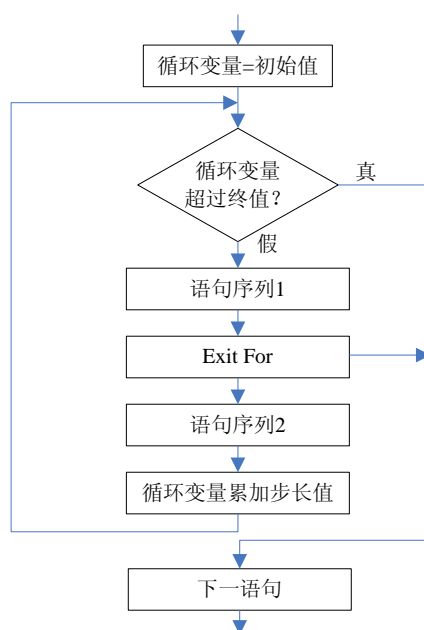 循环变量=初始值
循环变量
超过终值?
真
假
语句序列1
Exit For
语句序列2
循环变量累加步长值
下一语句